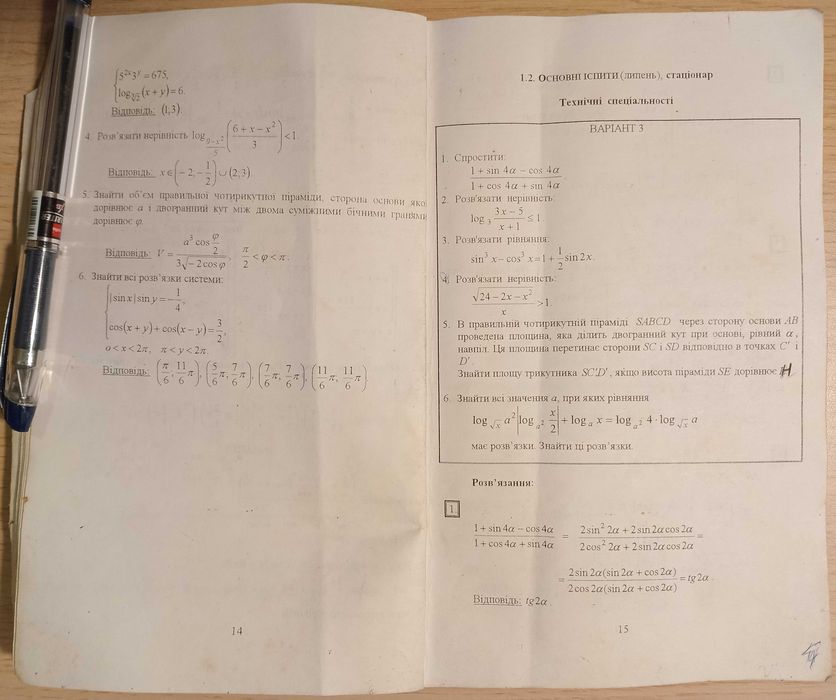 5^{2x}3^y = 675,
log_{∛2}(x + y) = 6.
Відповідь: (1,3).
4. Розв'язати нерівність log_{(9-x²)/5} ((6 + x - x²)/3) < 1.
Відповідь: x ∈ (-2; -1/2) ∪ (2;3).
5. Знайти об'єм правильної чотирикутної піраміди, сторона основи якої
дорівнює a і двогранний кут між двома суміжними бічними гранями
дорівнює φ.
Відповідь: V = (a³ cos φ/2)/(3√(-2cos φ)), π/2 < φ < π.
6. Знайти всі розв'язки системи:
|sin x| sin y = -1/4,
cos(x + y) + cos(x - y) = 3/2,
o < x < 2π, π < y < 2π.
Відповідь: (π/6, 11/6 π), (5/6 π, 7/6 π), (7/6 π, 7/6 π), (11/6 π, 11/6 π)
14
1.2. ОСНОВНІ ІСПИТИ (липень), стаціонар
Технічні спеціальності
ВАРІАНТ 3
1. Спростити:
(1 + sin 4α - cos 4α)/(1 + cos 4α + sin 4α)
2. Розв'язати нерівність:
log₃ (3x - 5)/(x + 1) ≤ 1
3. Розв'язати рівняння:
sin³ x - cos³ x = 1 + 1/2 sin 2x.
4. Розв'язати нерівність:
√(24 - 2x - x²)/x > 1.
5. В правильній чотирикутній піраміді SABCD через сторону основи AB
проведена площина, яка ділить двогранний кут при основі, рівний α,
навпіл. Ця площина перетинає сторони SC і SD відповідно в точках C' і
D'.
Знайти площу трикутника SC'D', якщо висота піраміди SE дорівнює H
6. Знайти всі значення a, при яких рівняння
log_{√x} a² |log_{a²} x/2| + log_a x = log_{a²} 4 · log_{√x} a
має розв'язки. Знайти ці розв'язки.
Розв'язання:
1.
(1 + sin 4α - cos 4α)/(1 + cos 4α + sin 4α) = (2 sin² 2α + 2 sin 2α cos 2α)/(2 cos² 2α + 2 sin 2α cos 2α) =
= (2 sin 2α(sin 2α + cos 2α))/(2 cos 2α(sin 2α + cos 2α)) = tg2α.
Відповідь: tg2α.
15